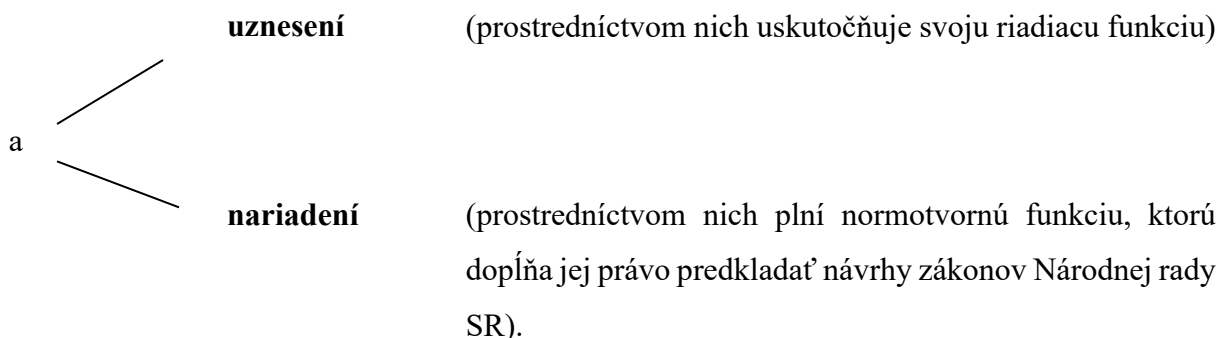 uznesení (prostredníctvom nich uskutočňuje svoju riadiacu funkciu)
a
nariadení (prostredníctvom nich plní normotvornú funkciu, ktorú
dopĺňa jej právo predkladať návrhy zákonov Národnej rady
SR).